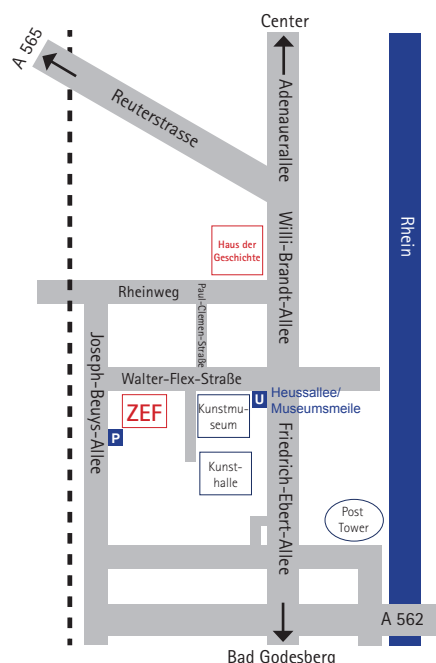 Center
A 565
Reuterstrasse
Adenauerallee
Rhein
Haus der
Geschichte
Willi-Brandt-Allee
Rheinweg
Paul-Clemen-Straße
Joseph-Beuys-Allee
Walter-Flex-Straße
ZEF
P
Kunstmu-
seum
U
Heussallee/
Museumsmeile
Kunst-
halle
Friedrich-Ebert-Allee
Post
Tower
A 562
Bad Godesberg